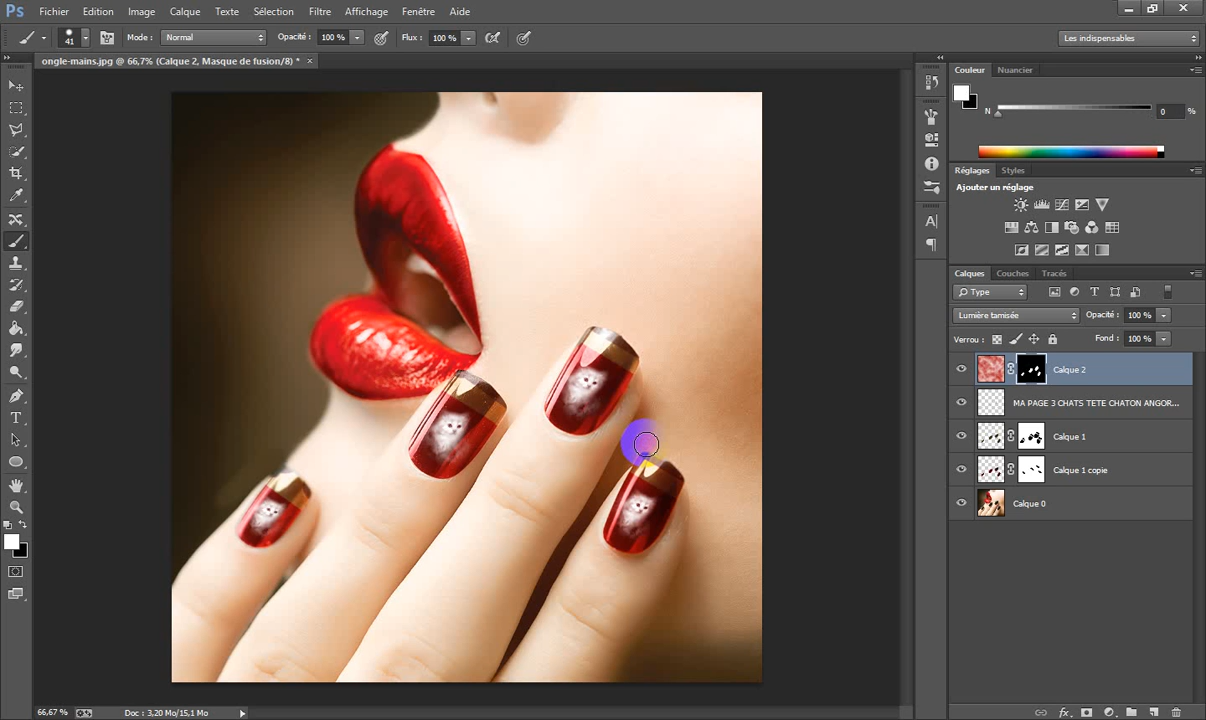 Ps Fichier Edition Image Calque Texte Sélection Filtre Affichage Fenêtre Aide
41 Mode : Normal Opacité : 100 % Flux : 100 % Les indispensables
ongle-mains.jpg @ 66,7% (Calque 2, Masque de fusion/8) * ×
Couleur Nuancier
N 0 %
Réglages Styles
Ajouter un réglage
Calques Couches Tracés
Type
Lumière tamisée Opacité : 100 %
Verrou : Fond : 100 %
Calque 2
MA PAGE 3 CHATS TETE CHATON ANGOR...
Calque 1
Calque 1 copie
Calque 0
66,67 % Doc : 3,20 Mo/15,1 Mo